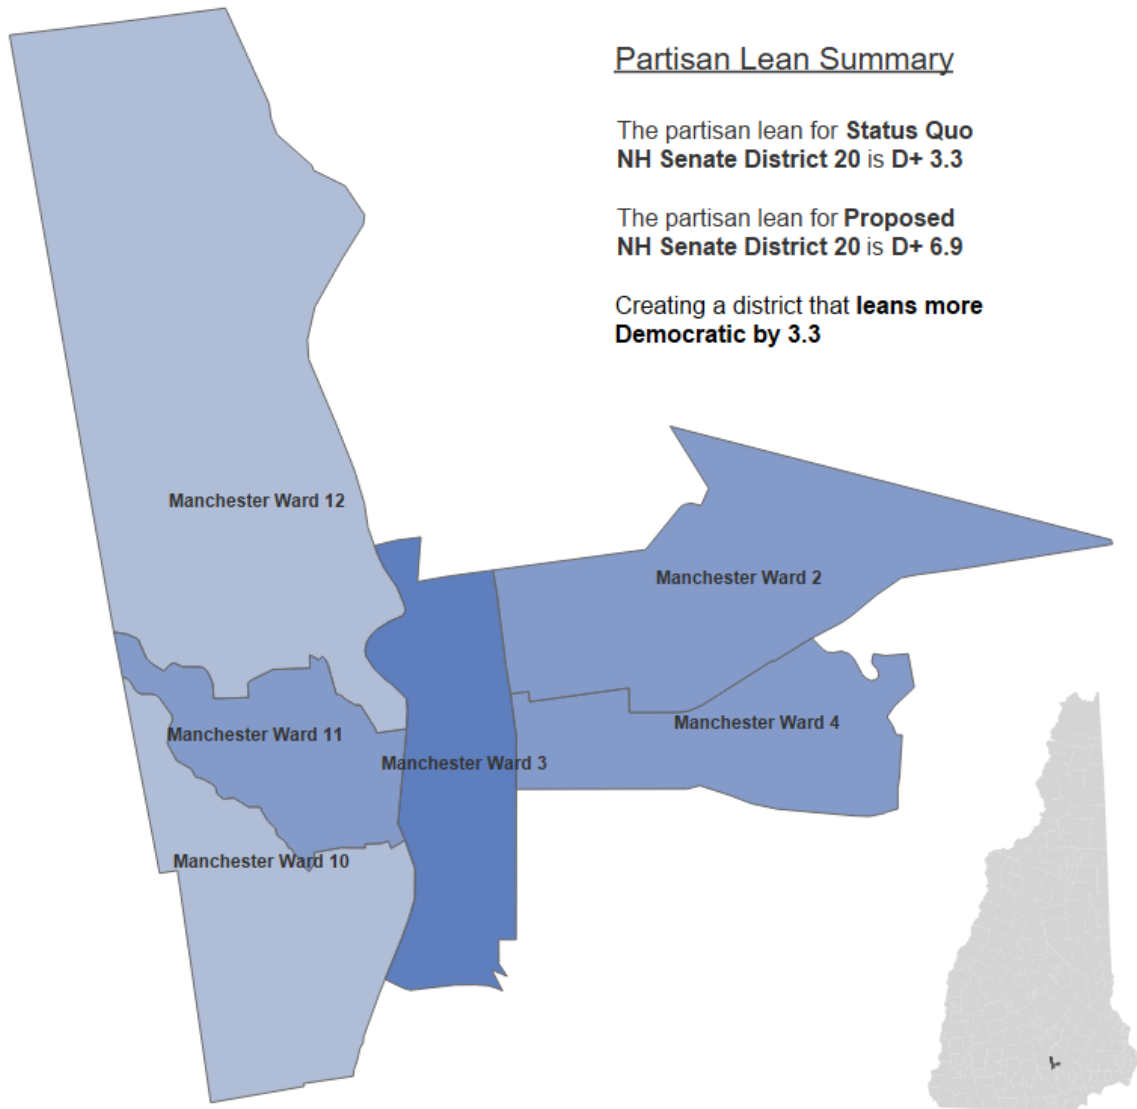 Partisan Lean Summary
The partisan lean for Status Quo
NH Senate District 20 is D+ 3.3
The partisan lean for Proposed
NH Senate District 20 is D+ 6.9
Creating a district that leans more
Democratic by 3.3
Manchester Ward 12
Manchester Ward 2
Manchester Ward 4
Manchester Ward 11
Manchester Ward 3
Manchester Ward 10